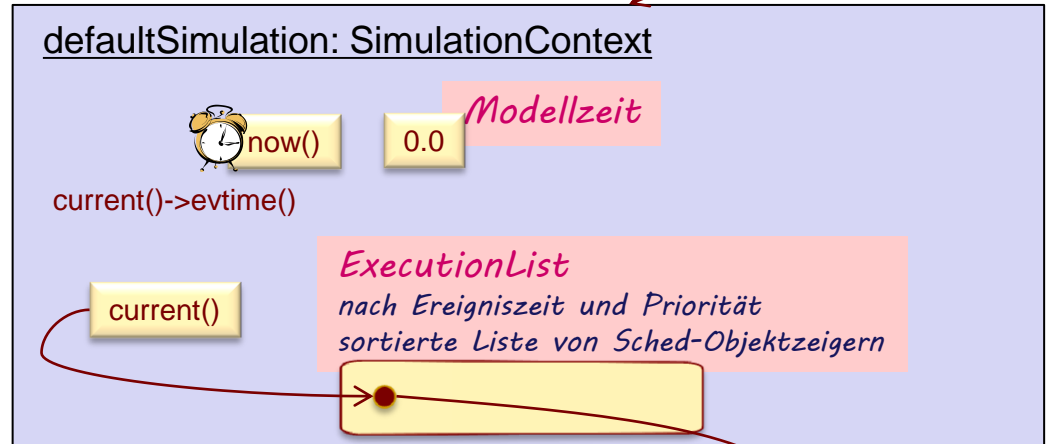 defaultSimulation: SimulationContext
Modellzeit
now()
0.0
current()->evtime()
ExecutionList
nach Ereigniszeit und Priorität
current()
sortierte Liste von Sched-Objektzeigern